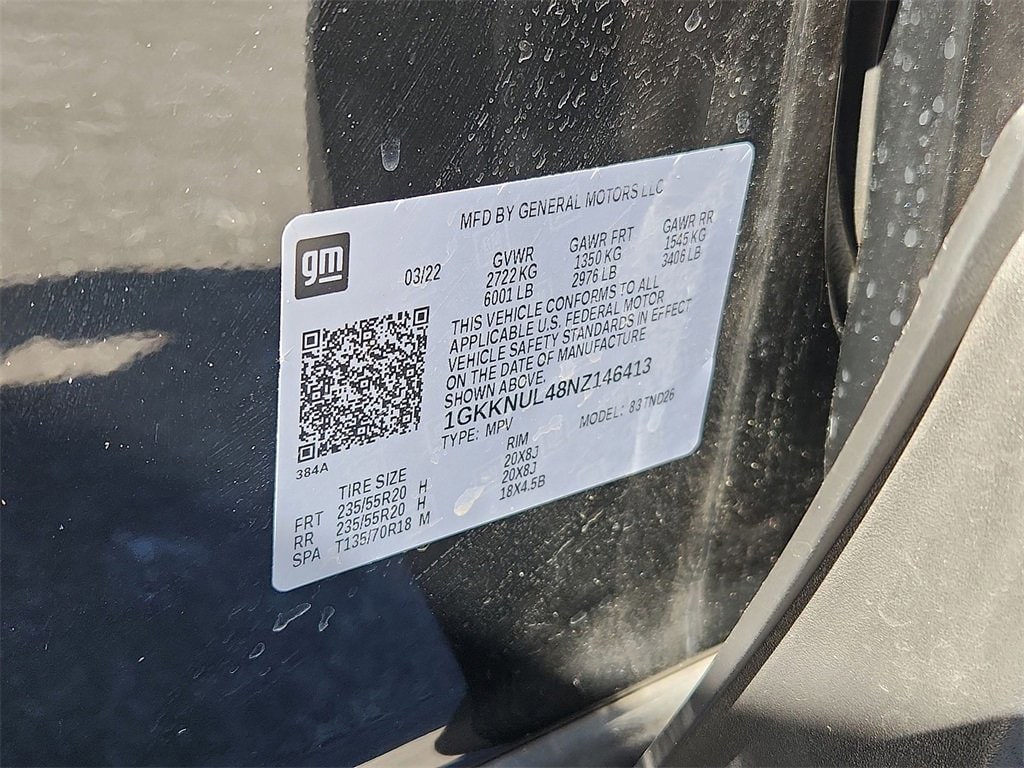 MFD BY GENERAL MOTORS LLC
gm
03/22
GVWR
2722 KG
6001 LB
GAWR FRT
1350 KG
2976 LB
GAWR RR
1545 KG
3406 LB
THIS VEHICLE CONFORMS TO ALL
APPLICABLE U.S. FEDERAL MOTOR
VEHICLE SAFETY STANDARDS IN EFFECT
ON THE DATE OF MANUFACTURE
SHOWN ABOVE.
1GKKNUL48NZ146413
TYPE: MPV
MODEL: 83TND26
384A
TIRE SIZE
RIM
FRT 235/55R20 H 20X8J
RR 235/55R20 H 20X8J
SPA T135/70R18 M 18X4.5B